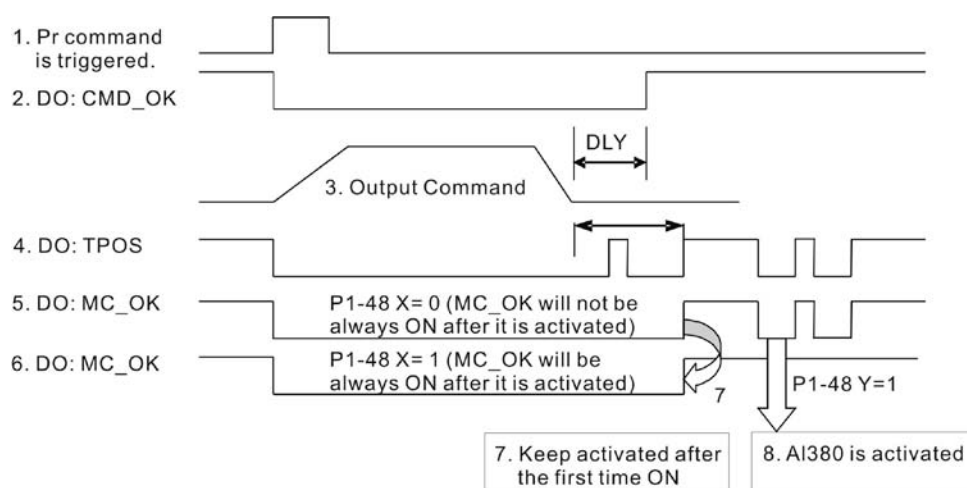 1. Pr command
is triggered.
2. DO: CMD_OK
DLY
3. Output Command
4. DO: TPOS
5. DO: MC_OK
P1-48 X= 0 (MC_OK will not be
always ON after it is activated)
6. DO: MC_OK
P1-48 X= 1 (MC_OK will be
always ON after it is activated)
7
P1-48 Y=1
7. Keep activated after
the first time ON
8. Al380 is activated